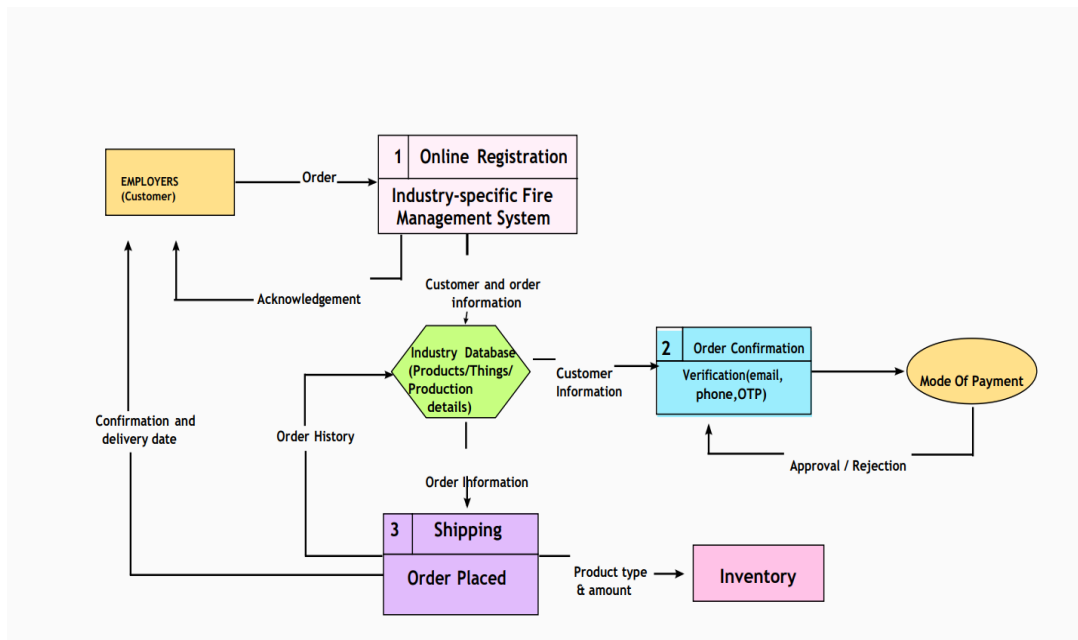 1 Online Registration
EMPLOYERS
(Customer)
Order
Industry-specific Fire
Management System
Acknowledgement
Customer and order
information
Industry Database
(Products/Things/
Production
details)
Customer
Information
2 Order Confirmation
Verification(email,
phone,OTP)
Mode Of Payment
Approval / Rejection
Confirmation and
delivery date
Order History
Order Information
3 Shipping
Order Placed
Product type
& amount
Inventory